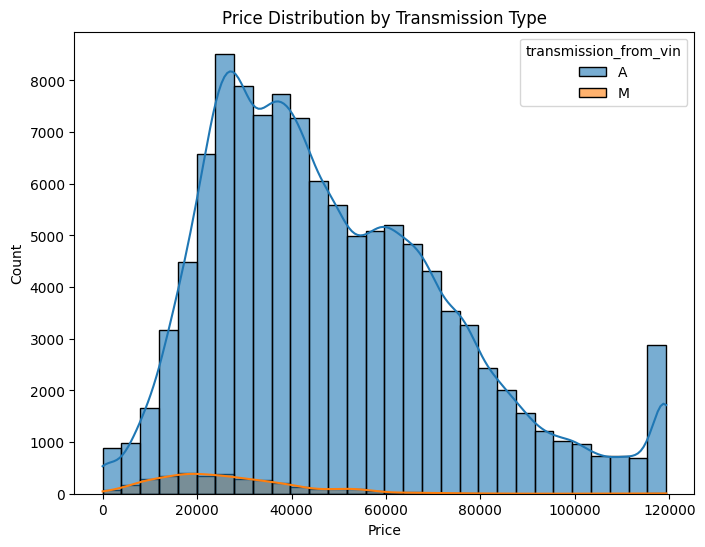 Price Distribution by Transmission Type
transmission_from_vin
A
M
8000
7000
6000
5000
4000
3000
2000
1000
0
Count
0 20000 40000 60000 80000 100000 120000
Price